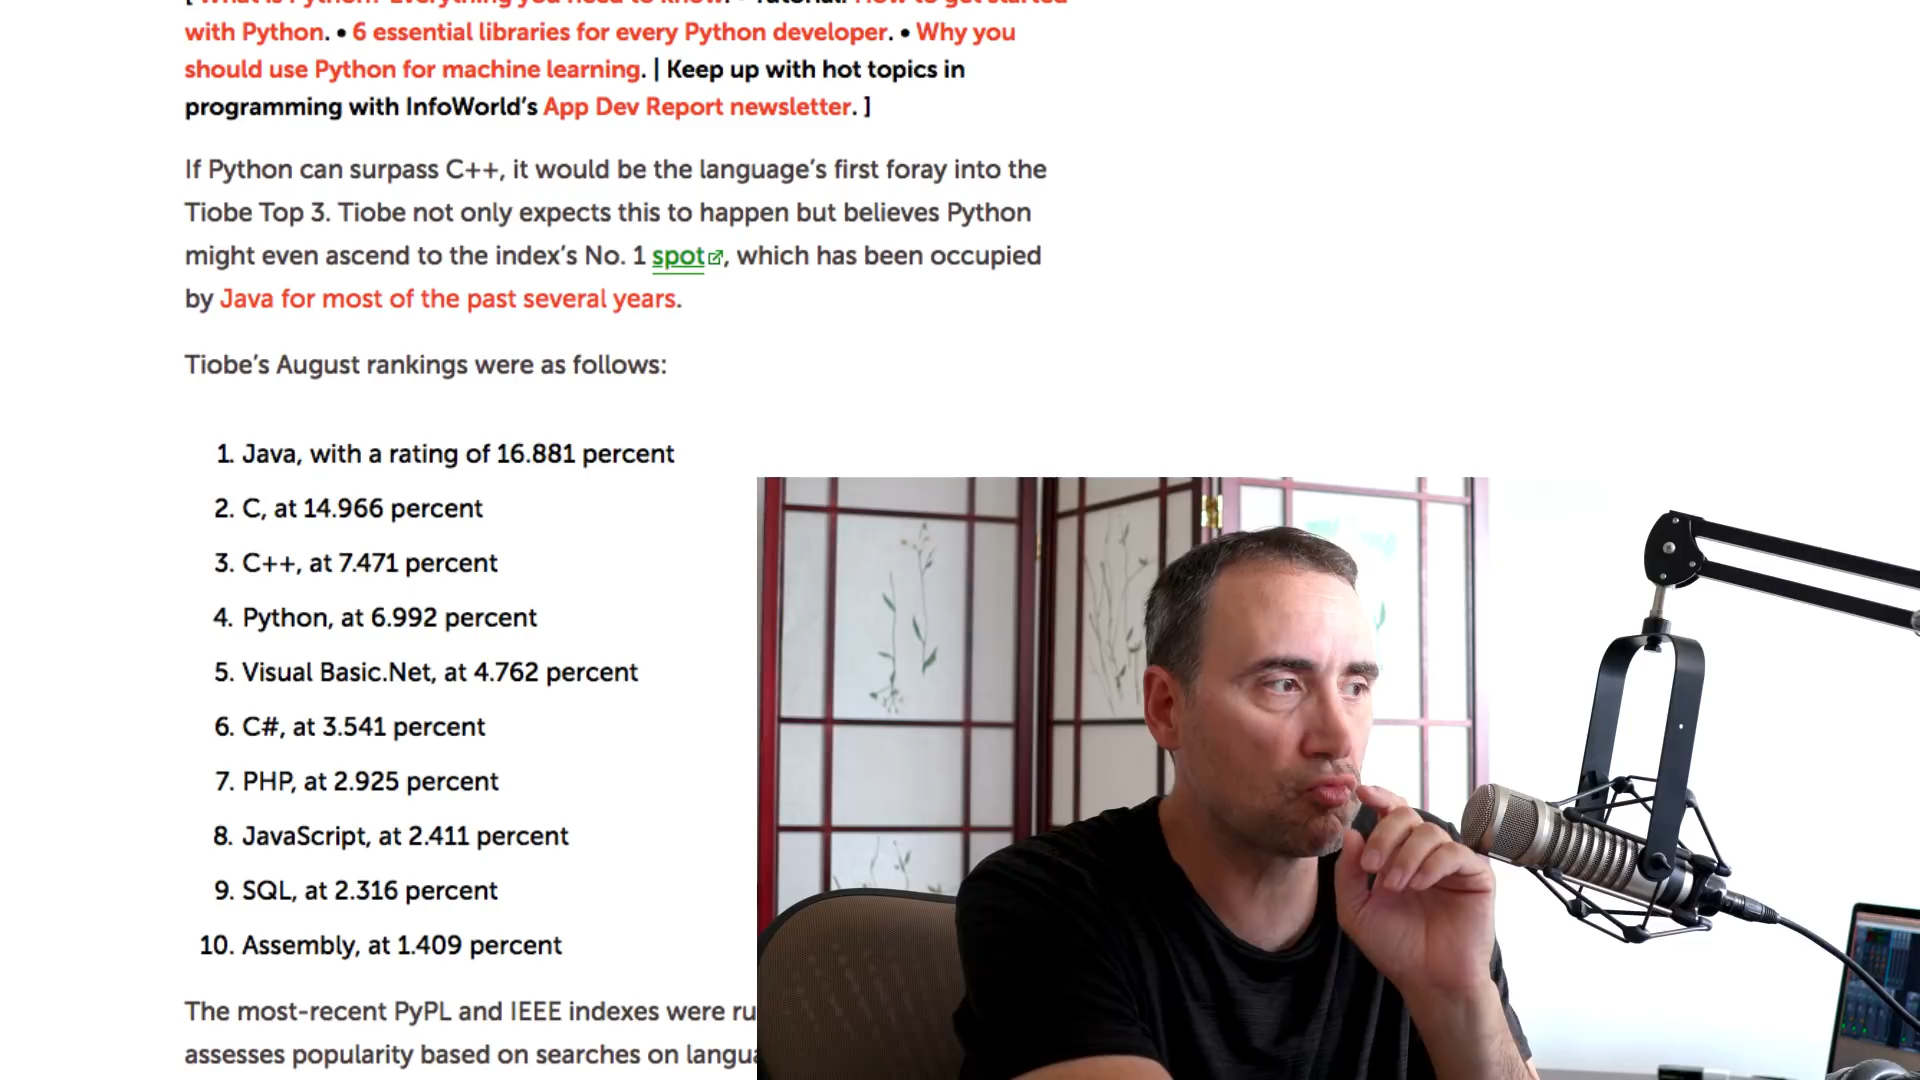 with Python. • 6 essential libraries for every Python developer. • Why you
should use Python for machine learning. | Keep up with hot topics in
programming with InfoWorld’s App Dev Report newsletter. ]
If Python can surpass C++, it would be the language’s first foray into the
Tiobe Top 3. Tiobe not only expects this to happen but believes Python
might even ascend to the index’s No. 1 spot, which has been occupied
by Java for most of the past several years.
Tiobe’s August rankings were as follows:
1. Java, with a rating of 16.881 percent
2. C, at 14.966 percent
3. C++, at 7.471 percent
4. Python, at 6.992 percent
5. Visual Basic.Net, at 4.762 percent
6. C#, at 3.541 percent
7. PHP, at 2.925 percent
8. JavaScript, at 2.411 percent
9. SQL, at 2.316 percent
10. Assembly, at 1.409 percent
The most-recent PyPL and IEEE indexes were ru
assesses popularity based on searches on langua